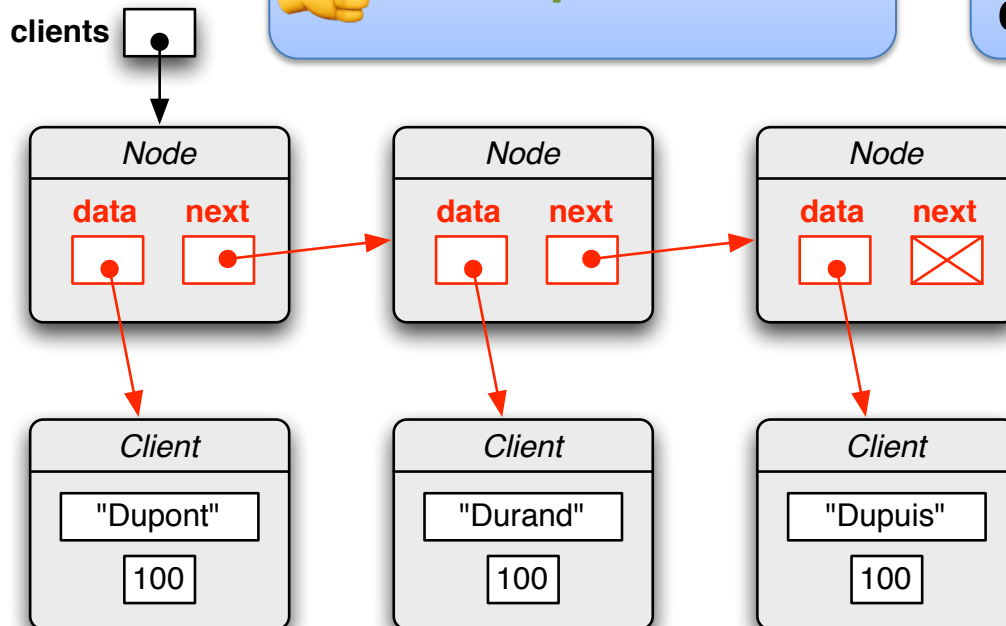 clients
Node Node Node
data next data next data next
Client Client Client
"Dupont" "Durand" "Dupuis"
100 100 100